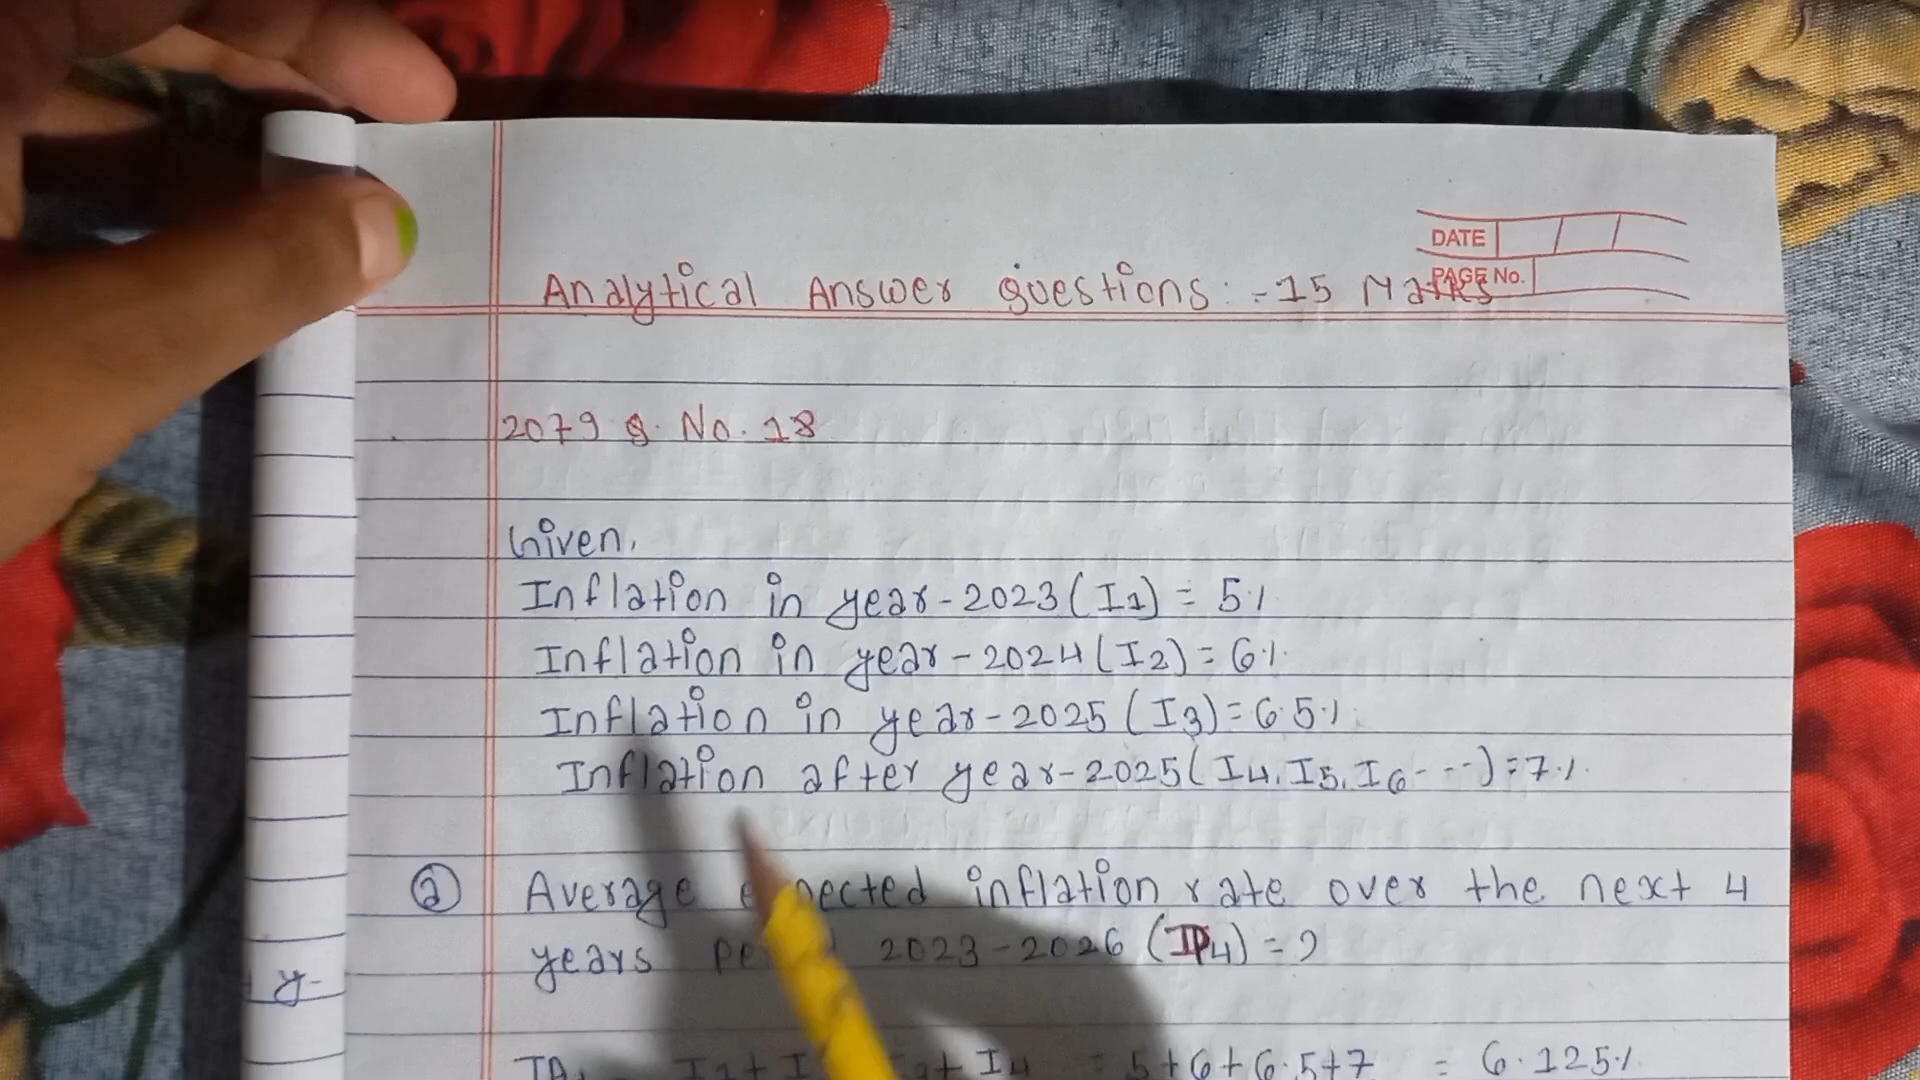 DATE
PAGE No.
Analytical Answer questions:-15 Marks
2079 Q. No. 18
Given,
Inflation in year-2023(I1) = 5%
Inflation in year-2024(I2) = 6%
Inflation in year-2025(I3) = 6.5%
Inflation after year-2025(I4, I5, I6---) = 7%
a Average expected inflation rate over the next 4
years 2023-2026 (IP4) = ?
I4 = 5+6+6.5+7 = 6.125%